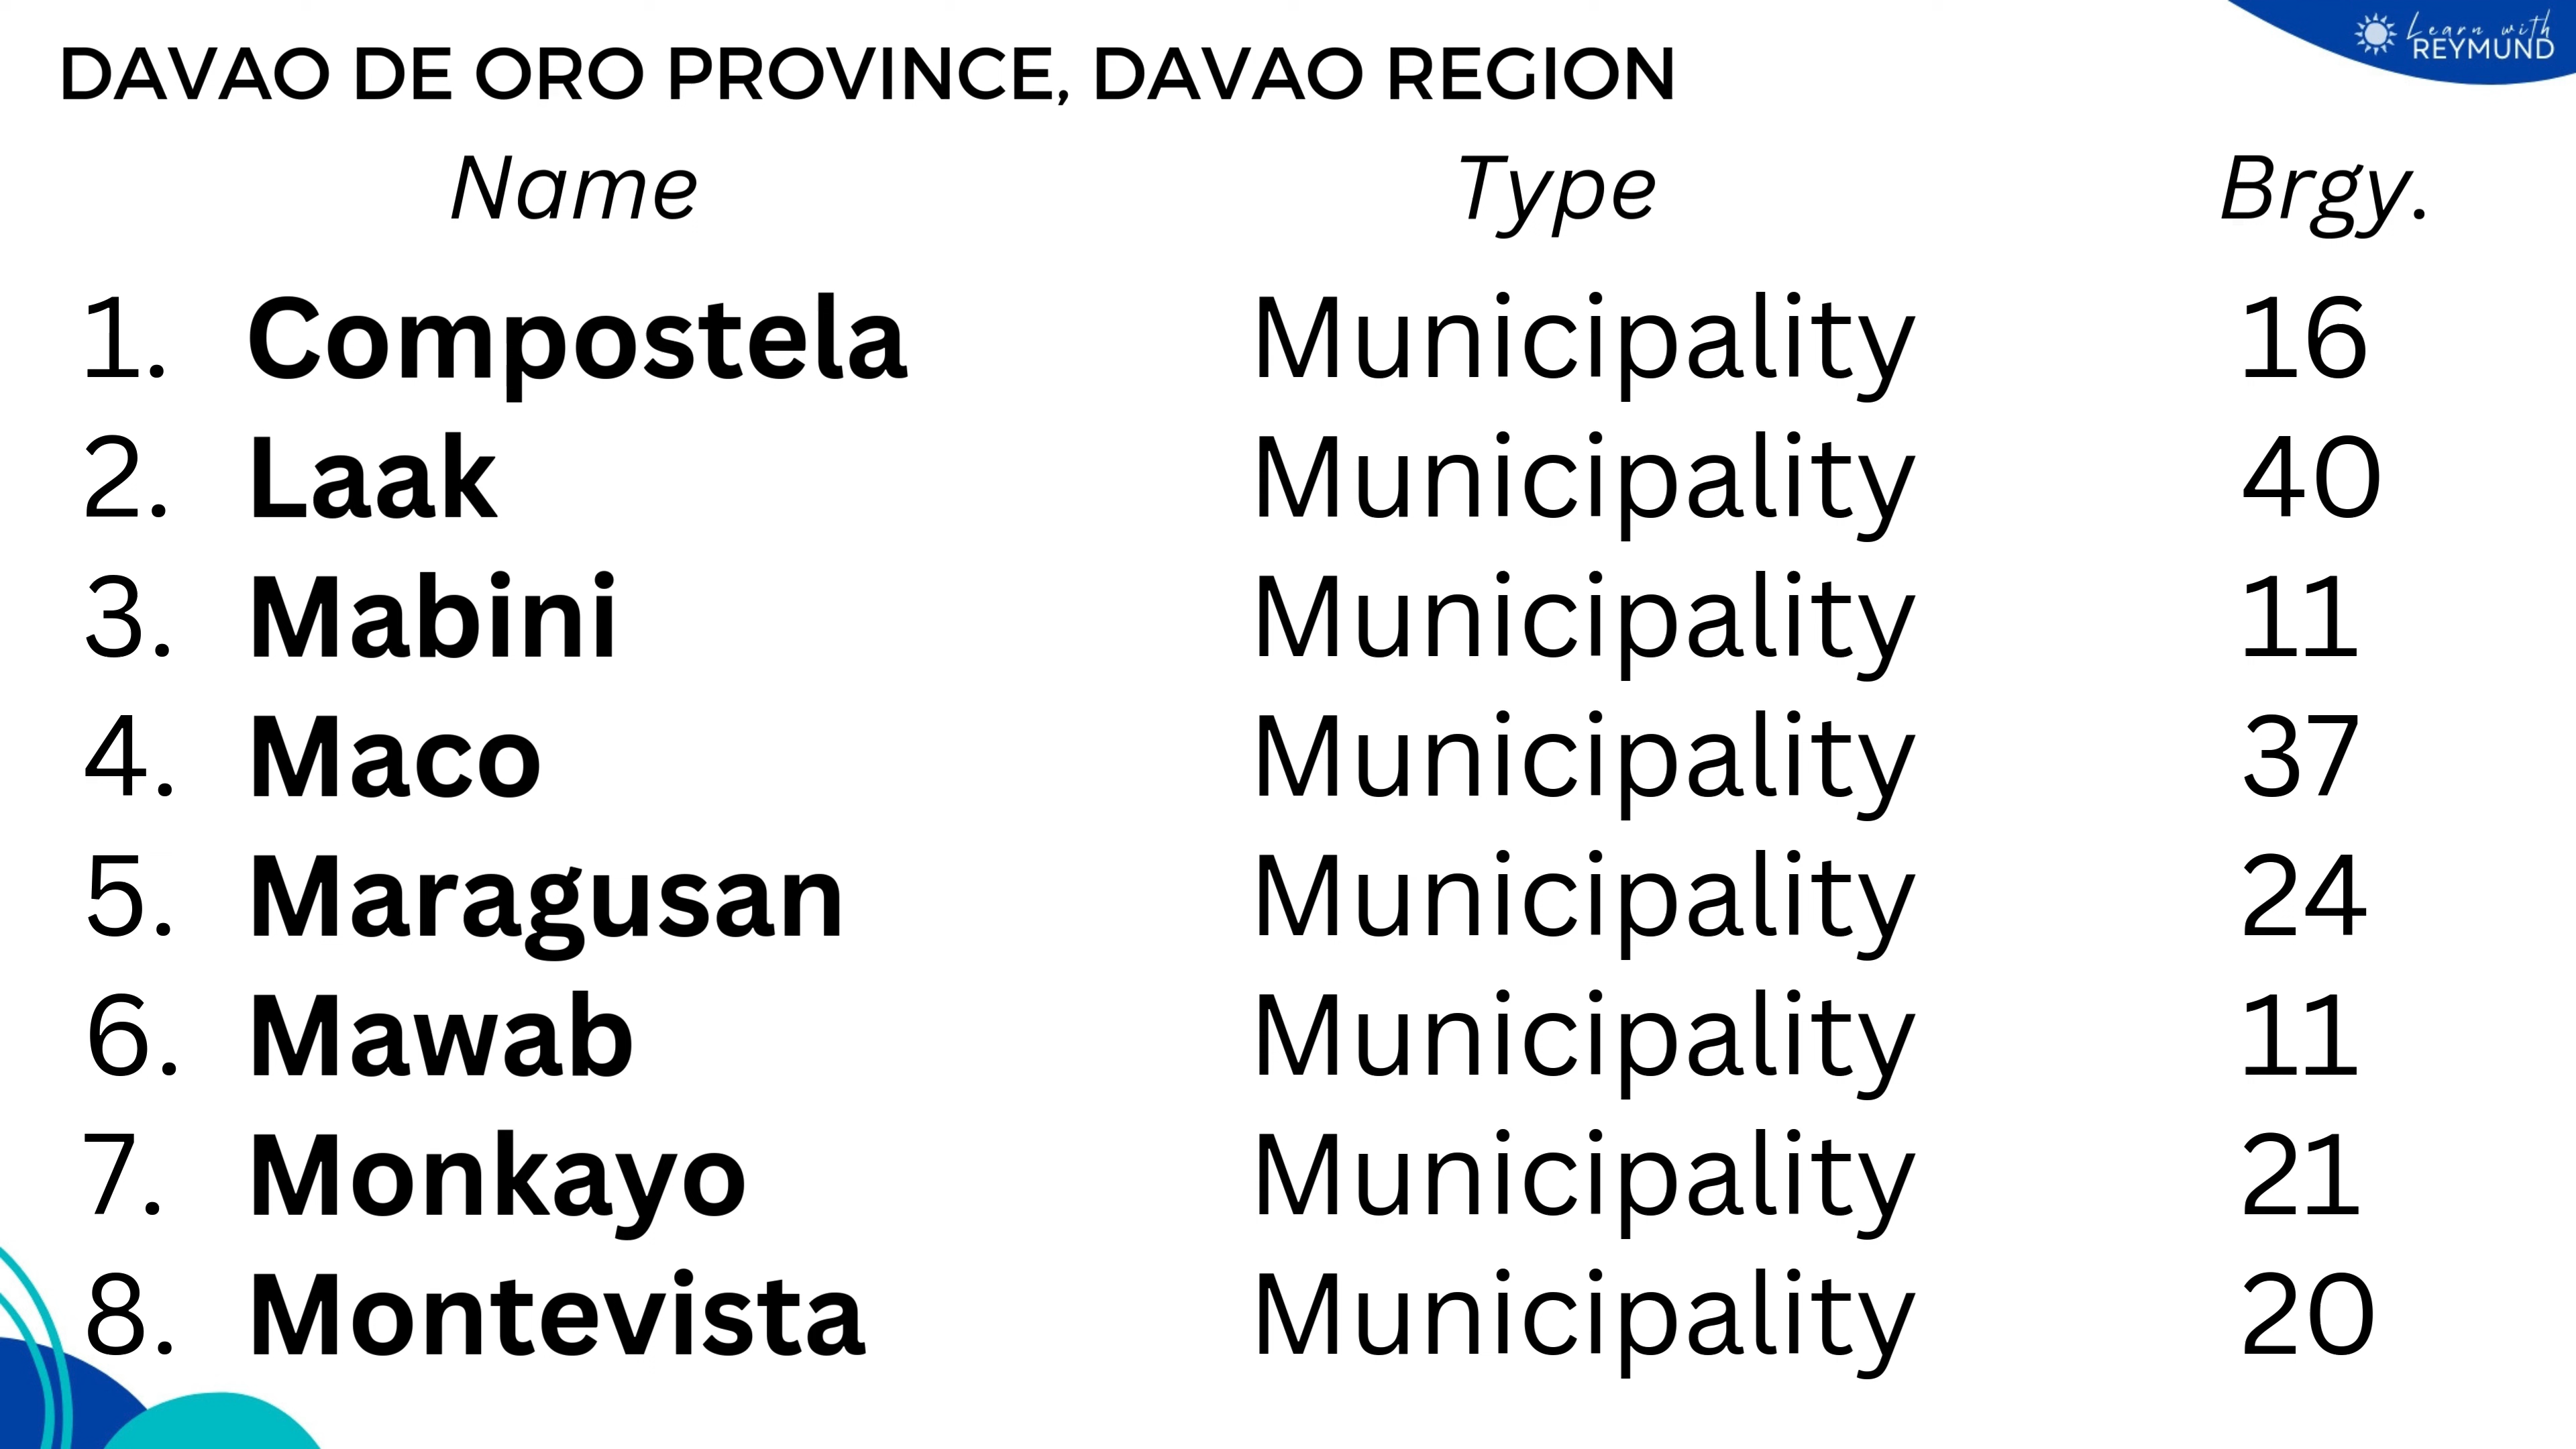 Learn with
REYMUND
DAVAO DE ORO PROVINCE, DAVAO REGION
Name Type Brgy.
1. Compostela Municipality 16
2. Laak Municipality 40
3. Mabini Municipality 11
4. Maco Municipality 37
5. Maragusan Municipality 24
6. Mawab Municipality 11
7. Monkayo Municipality 21
8. Montevista Municipality 20